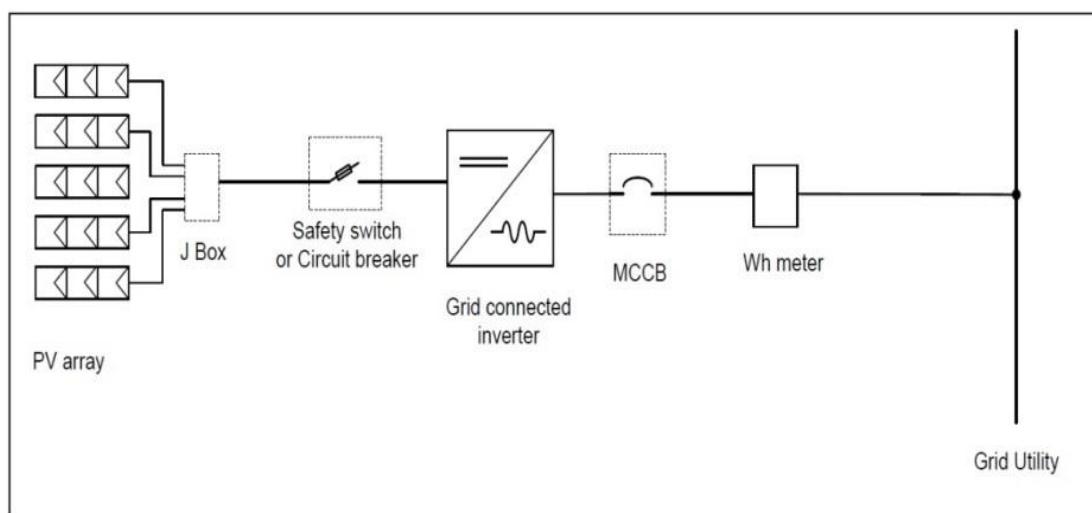 PV array
J Box
Safety switch
or Circuit breaker
Grid connected
inverter
MCCB
Wh meter
Grid Utility